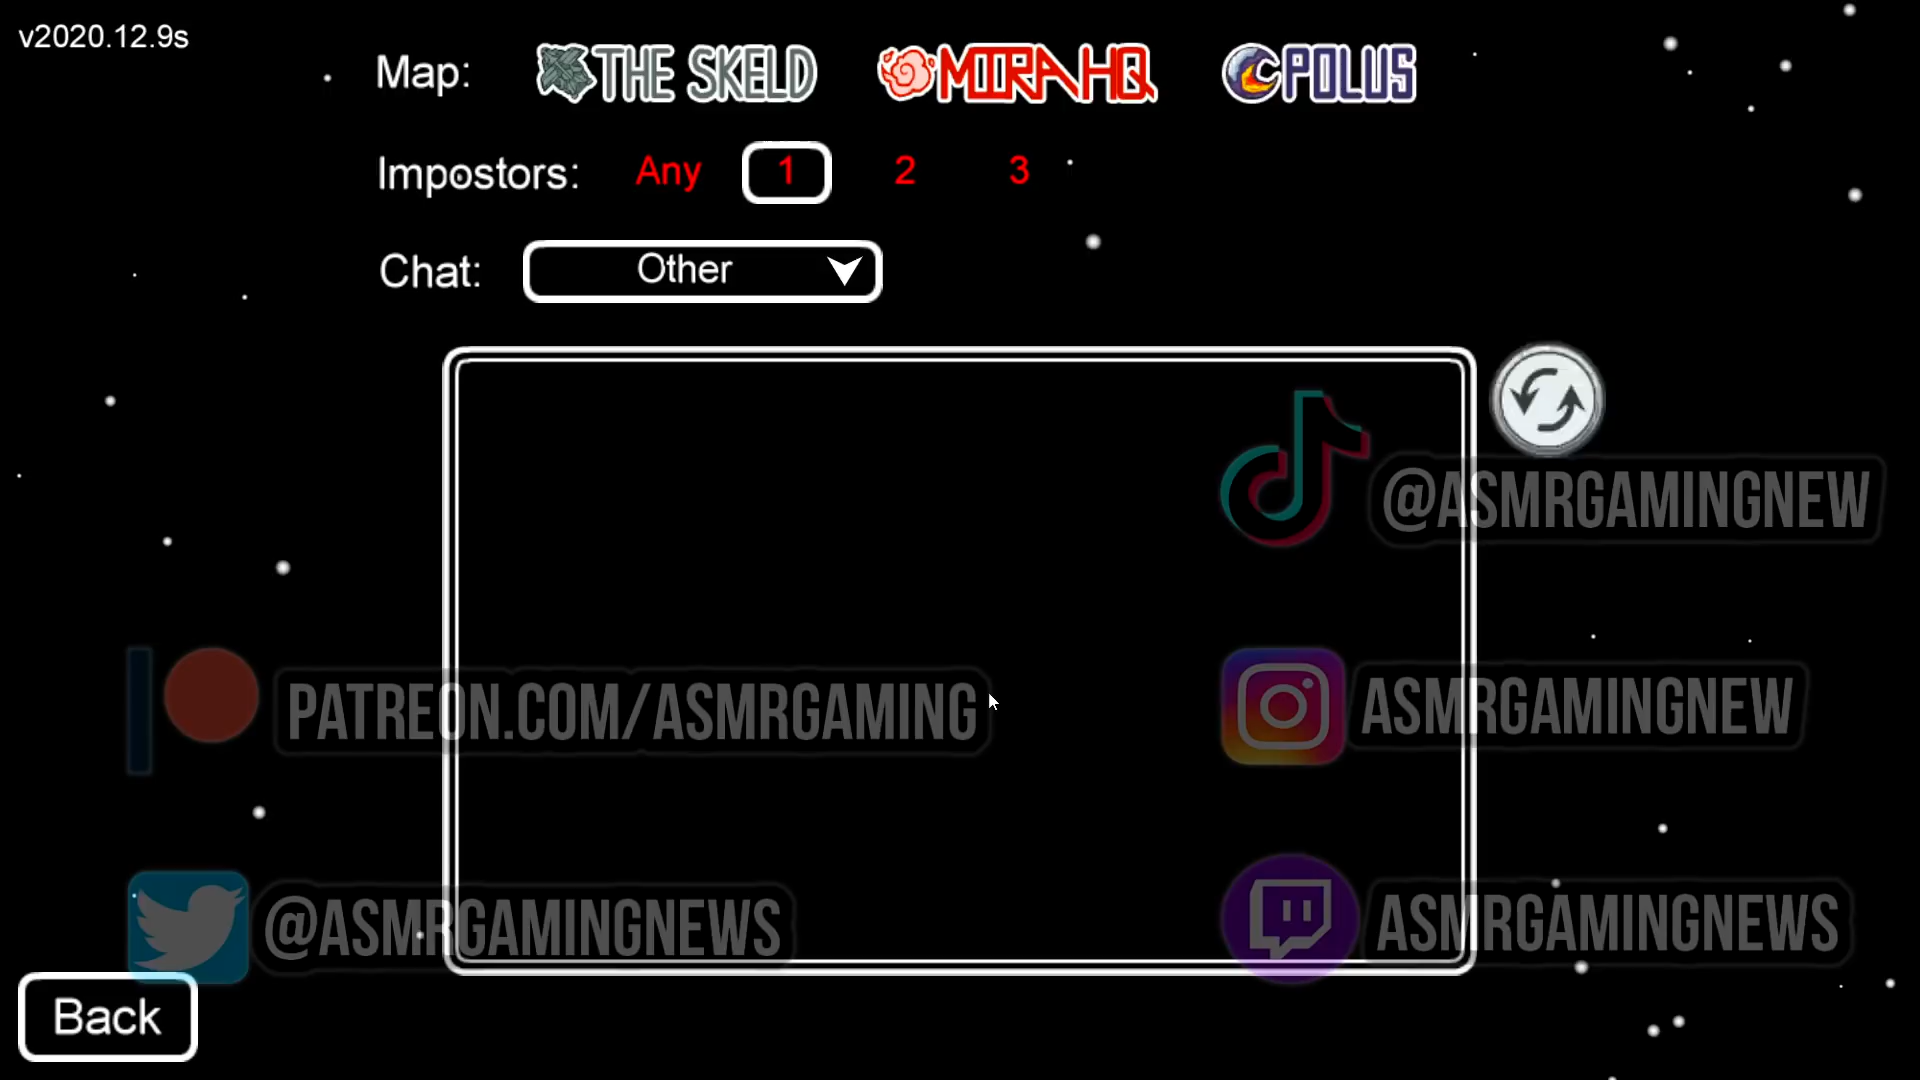 v2020.12.9s
Map: THE SKELD MIRA HQ POLUS
Impostors: Any 1 2 3
Chat: Other
@ASMRGAMINGNEW
PATREON.COM/ASMRGAMING
ASMRGAMINGNEW
@ASMRGAMINGNEWS
ASMRGAMINGNEWS
Back